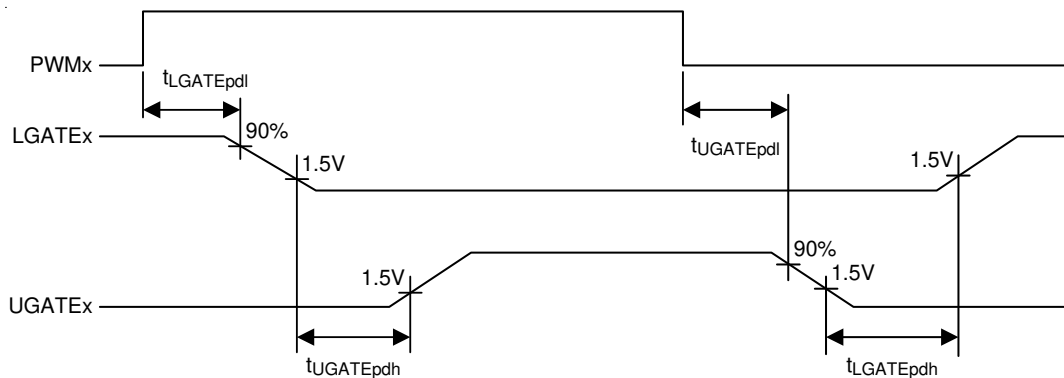 PWMx
tLGATEpdl
LGATEx
90%
1.5V
tUGATEpdl
1.5V
90%
1.5V
1.5V
UGATEx
tUGATEpdh
tLGATEpdh